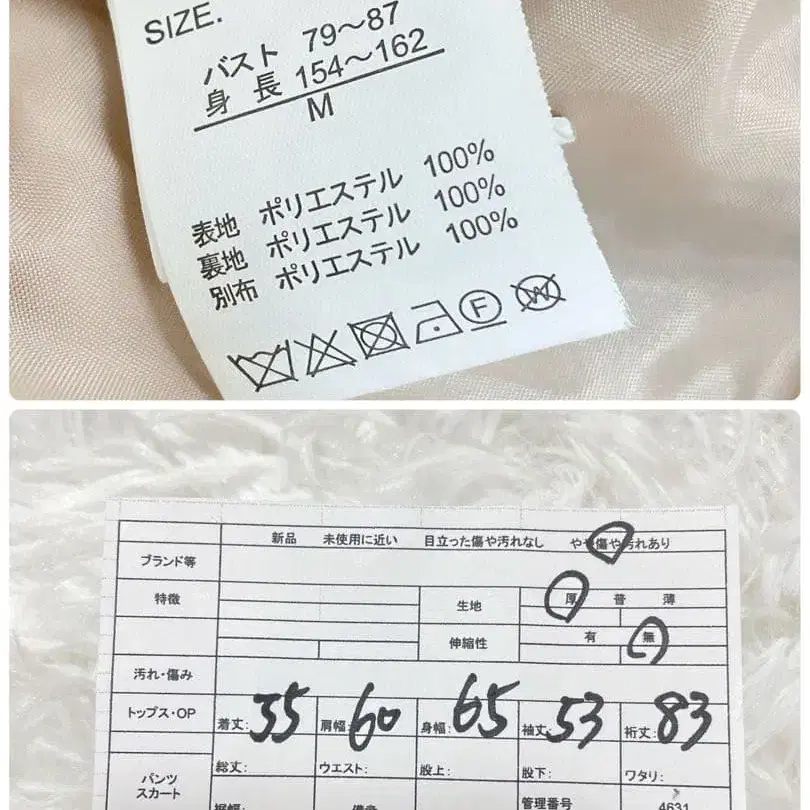 SIZE.
バスト 79〜87
身 長 154〜162
M
表地 ポリエステル 100%
裏地 ポリエステル 100%
別布 ポリエステル 100%
F
W
新品 未使用に近い 目立った傷や汚れなし やや傷や汚れあり
ブランド等
特徴 生地 厚 普 薄
伸縮性 有 無
汚れ・傷み
トップス・OP 着丈: 55 肩幅: 60 身幅: 65 袖丈: 53 裄丈: 83
パンツ
スカート
総丈: ウエスト: 股上: 股下: ワタリ:
裾幅: 備考 管理番号 4631